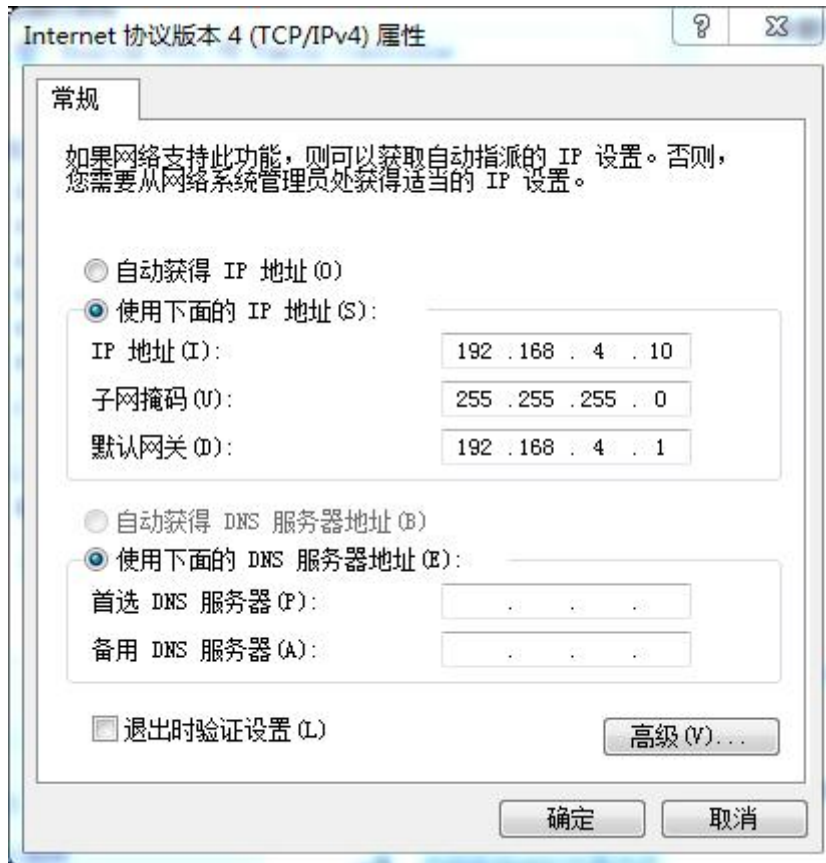 Internet 协议版本 4 (TCP/IPv4) 属性
常规
如果网络支持此功能，则可以获取自动指派的 IP 设置。否则，
您需要从网络系统管理员处获得适当的 IP 设置。
自动获得 IP 地址(O)
使用下面的 IP 地址(S):
IP 地址(I): 192 .168 . 4 . 10
子网掩码(U): 255 .255 .255 . 0
默认网关(D): 192 .168 . 4 . 1
自动获得 DNS 服务器地址(B)
使用下面的 DNS 服务器地址(E):
首选 DNS 服务器(P): . . .
备用 DNS 服务器(A): . . .
退出时验证设置(L)
高级(V)...
确定 取消